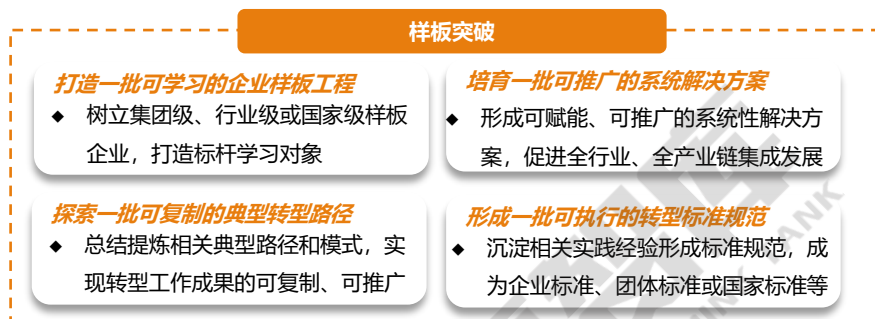 样板突破
打造一批可学习的企业样板工程
◆ 树立集团级、行业级或国家级样板
企业，打造标杆学习对象
培育一批可推广的系统解决方案
◆ 形成可赋能、可推广的系统性解决方
案，促进全行业、全产业链集成发展
探索一批可复制的典型转型路径
◆ 总结提炼相关典型路径和模式，实
现转型工作成果的可复制、可推广
形成一批可执行的转型标准规范
◆ 沉淀相关实践经验形成标准规范，成
为企业标准、团体标准或国家标准等